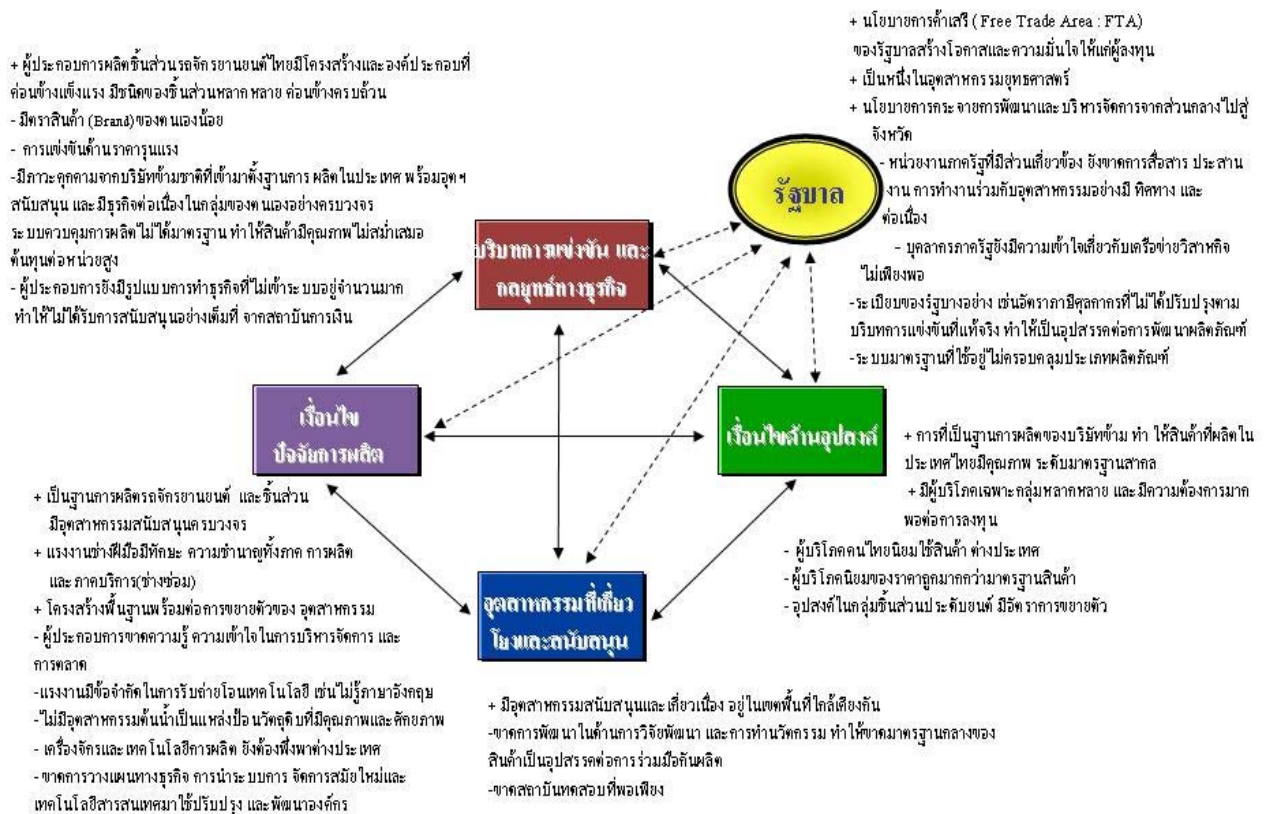 + ผู้ประกอบการผลิตชิ้นส่วนรถจักรยานยนต์ไทยมีโครงสร้างและองค์ประกอบที่
ค่อนข้างแข็งแรง มีชนิดของชิ้นส่วนหลากหลาย ค่อนข้างครบถ้วน
- มีตราสินค้า (Brand)ของตนเองน้อย
- การแข่งขันด้านราคารุนแรง
-มีภาวะคุกคามจากบริษัทข้ามชาติที่เข้ามาตั้งฐานการ ผลิตในประเทศ พร้อมอุตฯ
สนับสนุน และมีธุรกิจต่อเนื่องในกลุ่มของตนเองอย่างครบวงจร
ระบบควบคุมการผลิตไม่ได้มาตรฐาน ทำให้สินค้ามีคุณภาพไม่สม่ำเสมอ
ต้นทุนต่อหน่วยสูง
- ผู้ประกอบการยังมีรูปแบบการทำธุรกิจที่ไม่เข้าระบบอยู่จำนวนมาก
ทำให้ไม่ได้รับการสนับสนุนอย่างเต็มที่ จากสถาบันการเงิน
+ นโยบายการค้าเสรี ( Free Trade Area : FTA)
ของรัฐบาลสร้างโอกาสและความมั่นใจให้แก่ผู้ลงทุน
+ เป็นหนึ่งในอุตสาหกรรมยุทธศาสตร์
+ นโยบายการกระจายการพัฒนาและบริหารจัดการจากส่วนกลางไปสู่
จังหวัด
- หน่วยงานภาครัฐที่มีส่วนเกี่ยวข้อง ยังขาดการสื่อสาร ประสาน
งาน การทำงานร่วมกับอุตสาหกรรมอย่างมี ทิศทาง และ
ต่อเนื่อง
- บุคลากรภาครัฐยังมีความเข้าใจเกี่ยวกับเครือข่ายวิสาหกิจ
ไม่เพียงพอ
-ระเบียบของรัฐบางอย่าง เช่นอัตราภาษีศุลกากรที่ไม่ได้ปรับปรุงตาม
บริบทการแข่งขันที่แท้จริง ทำให้เป็นอุปสรรคต่อการพัฒนาผลิตภัณฑ์
-ระบบมาตรฐานที่ใช้อยู่ไม่ครอบคลุมประเภทผลิตภัณฑ์
รัฐบาล
บริบทการแข่งขัน และ
กลยุทธ์ทางธุรกิจ
เงื่อนไข
ปัจจัยการผลิต
เงื่อนไขด้านอุปสงค์
อุตสาหกรรมที่เกี่ยว
โยงและสนับสนุน
+ การที่เป็นฐานการผลิตของบริษัทข้าม ทำ ให้สินค้าที่ผลิตใน
ประเทศไทยมีคุณภาพ ระดับมาตรฐานสากล
+ มีผู้บริโภคเฉพาะกลุ่มหลากหลาย และมีความต้องการมาก
พอต่อการลงทุน
- ผู้บริโภคคนไทยนิยมใช้สินค้า ต่างประเทศ
- ผู้บริโภคนิยมของราคาถูกมากกว่ามาตรฐานสินค้า
- อุปสงค์ในกลุ่มชิ้นส่วนประดับยนต์ มีอัตราการขยายตัว
+ เป็นฐานการผลิตรถจักรยานยนต์ และชิ้นส่วน
มีอุตสาหกรรมสนับสนุนครบวงจร
+ แรงงานช่างฝีมือมีทักษะ ความชำนาญทั้งภาค การผลิต
และภาคบริการ(ช่างซ่อม)
+ โครงสร้างพื้นฐานพร้อมต่อการขยายตัวของ อุตสาหกรรม
- ผู้ประกอบการขาดความรู้ ความเข้าใจในการบริหารจัดการ และ
การตลาด
-แรงงานมีข้อจำกัดในการรับถ่ายโอนเทคโนโลยี เช่นไม่รู้ภาษาอังกฤษ
-ไม่มีอุตสาหกรรมต้นน้ำเป็นแหล่งป้อนวัตถุดิบที่มีคุณภาพและศักยภาพ
- เครื่องจักรและเทคโนโลยีการผลิต ยังต้องพึ่งพาต่างประเทศ
- ขาดการวางแผนทางธุรกิจ การนำระบบการ จัดการสมัยใหม่และ
เทคโนโลยีสารสนเทศมาใช้ปรับปรุง และพัฒนาองค์กร
+ มีอุตสาหกรรมสนับสนุนและเกี่ยวเนื่อง อยู่ในเขตพื้นที่ใกล้เคียงกัน
-ขาดการพัฒนาในด้านการวิจัยพัฒนา และการทำนวัตกรรม ทำให้ขาดมาตรฐานกลางของ
สินค้าเป็นอุปสรรคต่อการร่วมมือกันผลิต
-ขาดสถาบันทดสอบที่พอเพียง